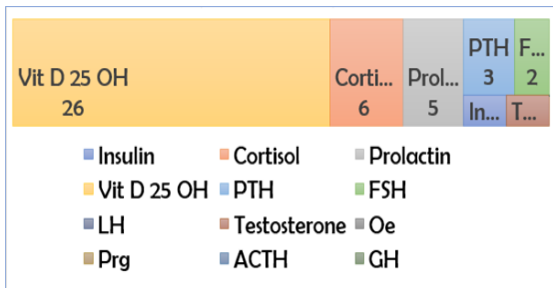 PTH F...
3 2
Vit D 25 OH Corti... Prol...
26 6 5
In... T...
Insulin Cortisol Prolactin
Vit D 25 OH PTH FSH
LH Testosterone Oe
Prg ACTH GH